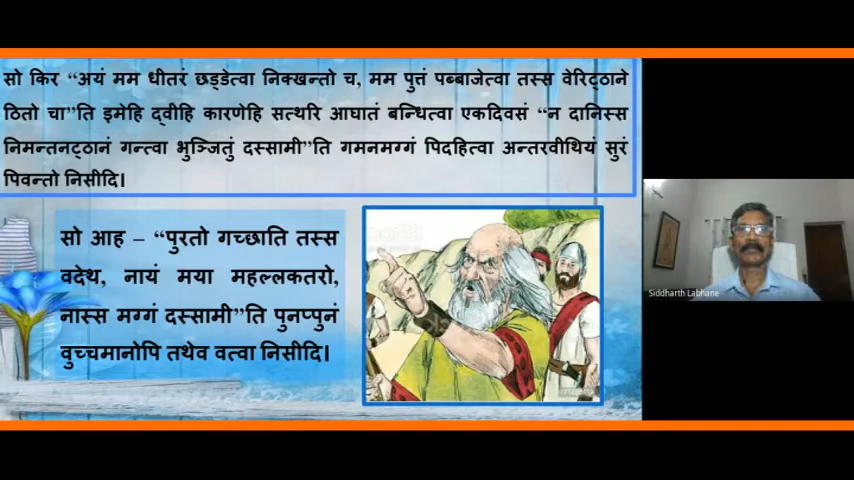 सो किर “अयं मम धीतरं छड्डेत्वा निक्खन्तो च, मम पुत्तं पब्बाजेत्वा तस्स वेरिट्ठाने
ठितो चा”ति इमेहि द्वीहि कारणेहि सत्थरि आघातं बन्धित्वा एकदिवसं “न दानिस्स
निमन्तनट्ठानं गन्त्वा भुञ्जितुं दस्सामी”ति गमनमग्गं पिदहित्वा अन्तरवीथियं सुरं
पिवन्तो निसीदि।
सो आह – “पुरतो गच्छाति तस्स
वदेथ, नायं मया महल्लकतरो,
नास्स मग्गं दस्सामी”ति पुनप्पुनं
वुच्चमानोपि तथेव वत्वा निसीदि।
Siddharth Labhane